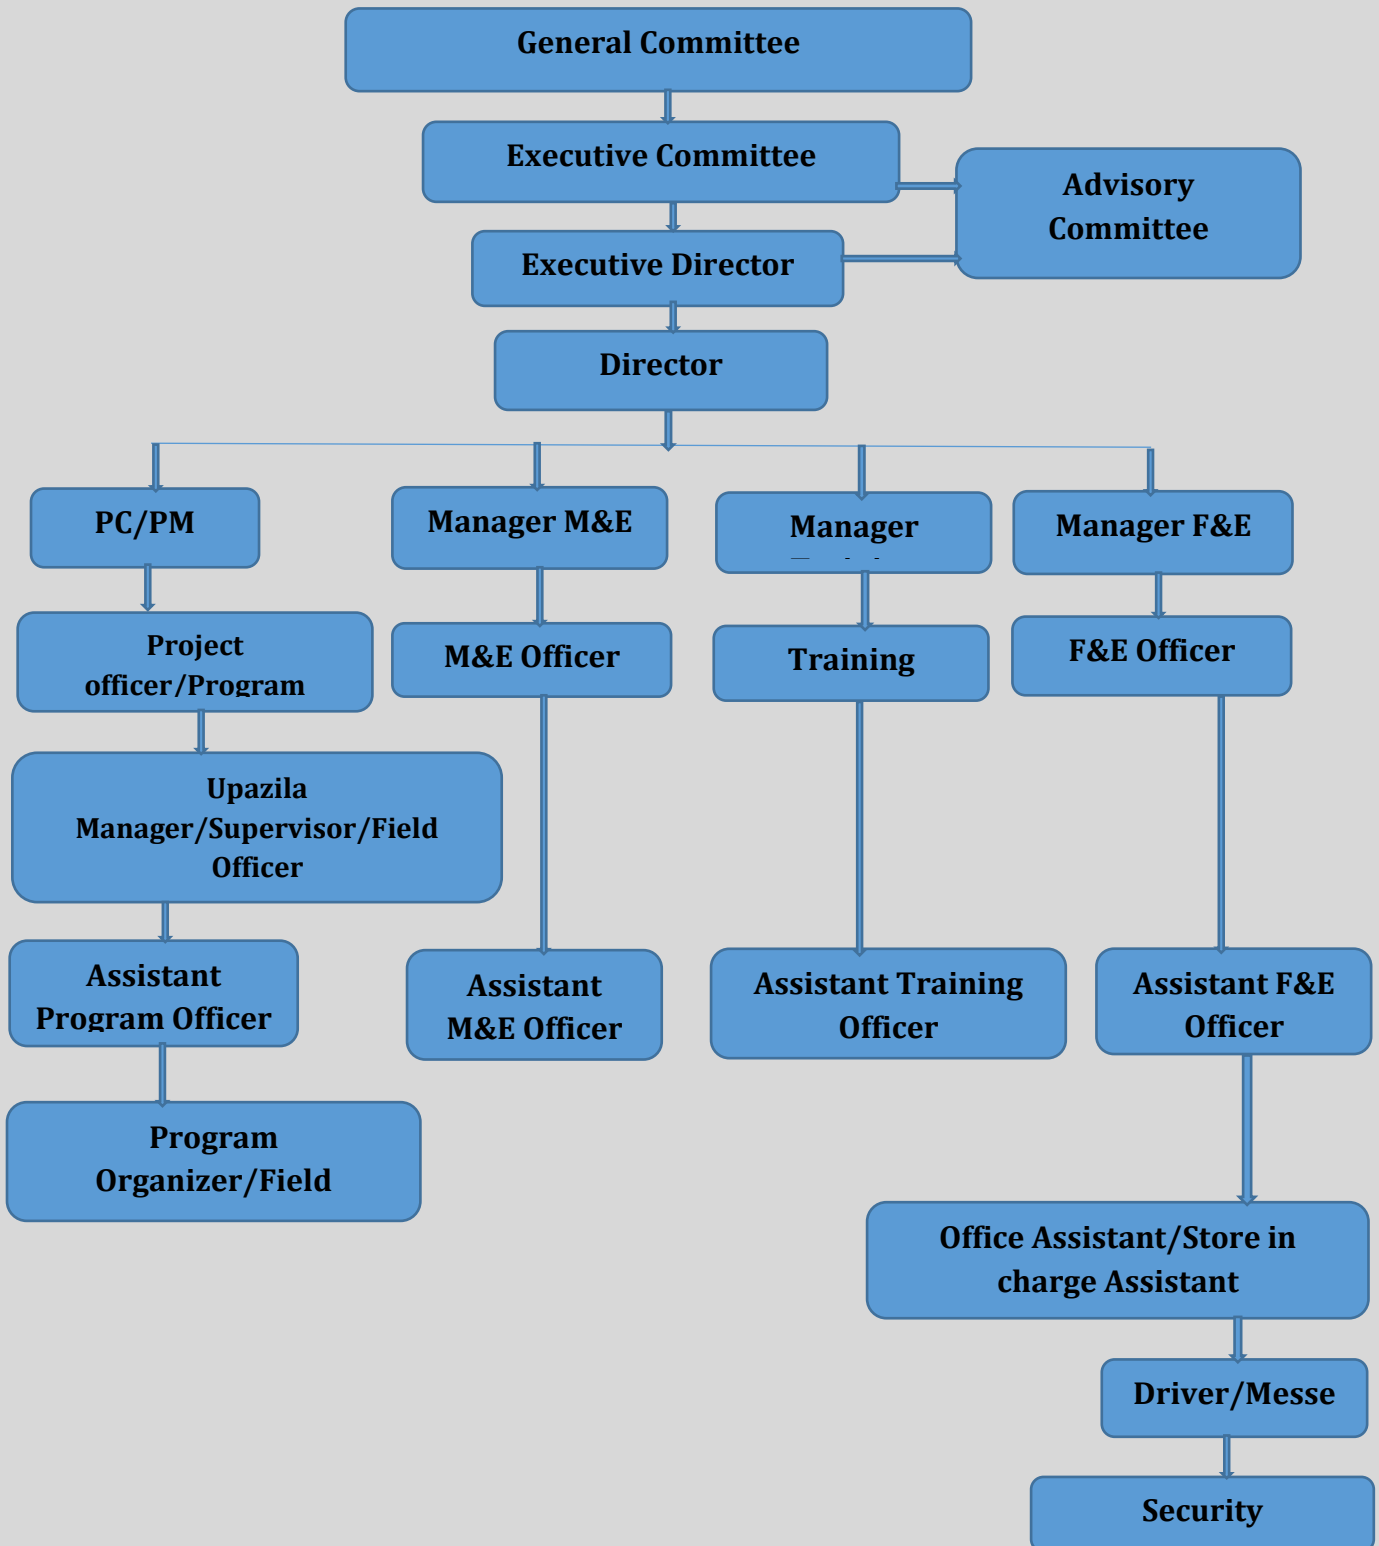 General Committee
Executive Committee
Advisory
Committee
Executive Director
Director
PC/PM
Manager M&E
Manager
Manager F&E
Project
officer/Program
M&E Officer
Training
F&E Officer
Upazila
Manager/Supervisor/Field
Officer
Assistant
Program Officer
Assistant
M&E Officer
Assistant Training
Officer
Assistant F&E
Officer
Program
Organizer/Field
Office Assistant/Store in
charge Assistant
Driver/Messe
Security